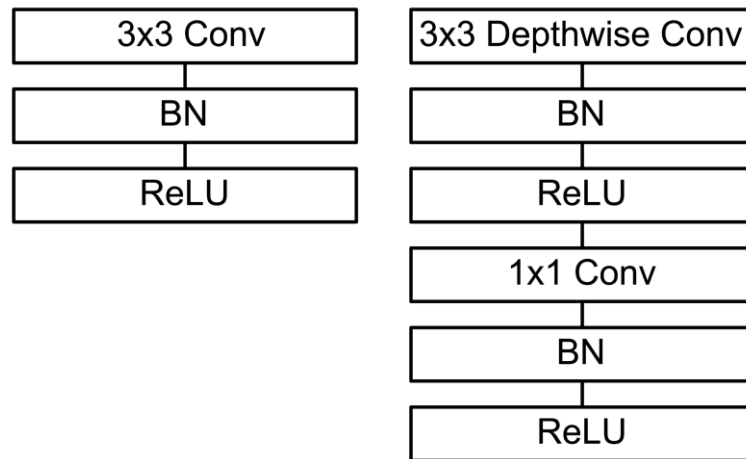 3x3 Conv
BN
ReLU
3x3 Depthwise Conv
BN
ReLU
1x1 Conv
BN
ReLU